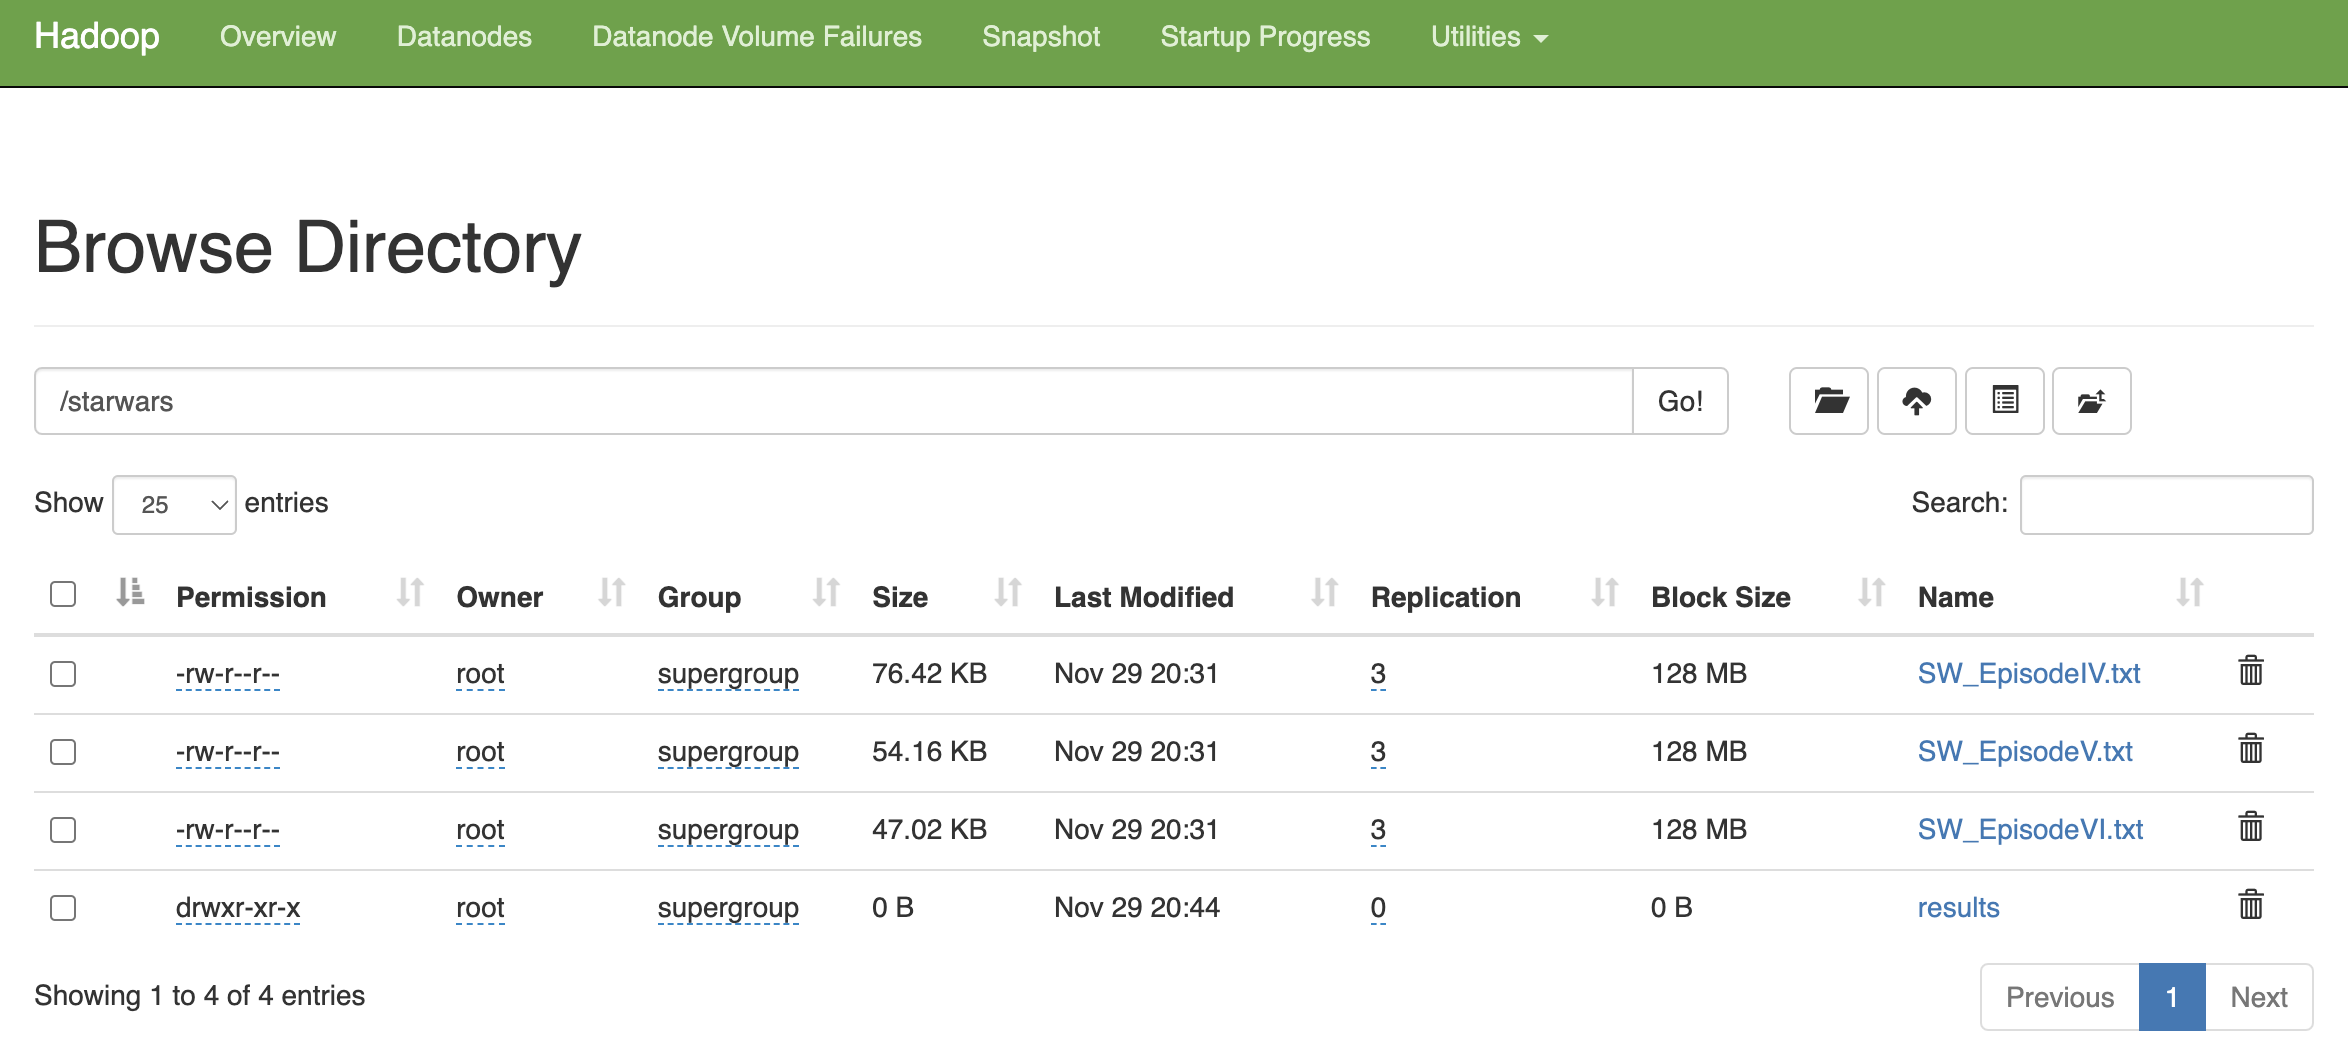 Hadoop Overview Datanodes Datanode Volume Failures Snapshot Startup Progress Utilities
Browse Directory
/starwars Go!
Show 25 entries Search:
Permission Owner Group Size Last Modified Replication Block Size Name
-rw-r--r-- root supergroup 76.42 KB Nov 29 20:31 3 128 MB SW_EpisodeIV.txt
-rw-r--r-- root supergroup 54.16 KB Nov 29 20:31 3 128 MB SW_EpisodeV.txt
-rw-r--r-- root supergroup 47.02 KB Nov 29 20:31 3 128 MB SW_EpisodeVI.txt
drwxr-xr-x root supergroup 0 B Nov 29 20:44 0 0 B results
Showing 1 to 4 of 4 entries Previous 1 Next